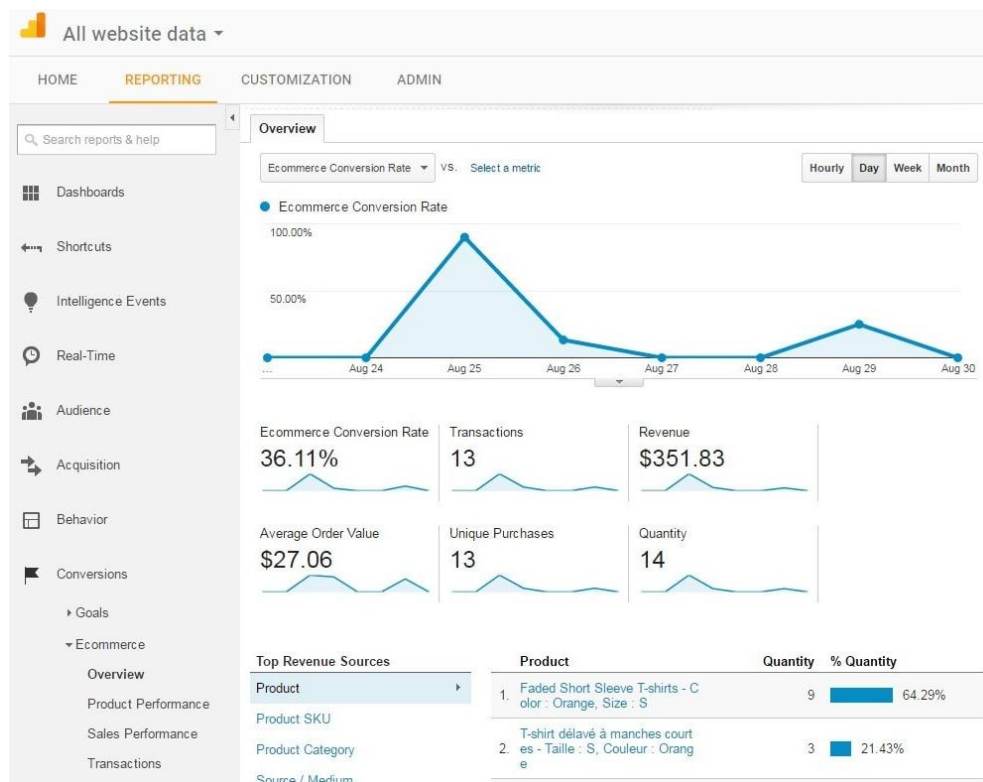 All website data
HOME REPORTING CUSTOMIZATION ADMIN
Search reports & help
Dashboards
Shortcuts
Intelligence Events
Real-Time
Audience
Acquisition
Behavior
Conversions
Goals
Ecommerce
Overview
Product Performance
Sales Performance
Transactions
Overview
Ecommerce Conversion Rate VS. Select a metric
Hourly Day Week Month
Ecommerce Conversion Rate
100.00%
50.00%
... Aug 24 Aug 25 Aug 26 Aug 27 Aug 28 Aug 29 Aug 30
Ecommerce Conversion Rate Transactions Revenue
36.11% 13 $351.83
Average Order Value Unique Purchases Quantity
$27.06 13 14
Top Revenue Sources
Product
Product SKU
Product Category
Source / Medium
Product Quantity % Quantity
1. Faded Short Sleeve T-shirts - C
olor : Orange, Size : S
9 64.29%
T-shirt délavé à manches court
2. es - Taille : S, Couleur : Orang
e
3 21.43%